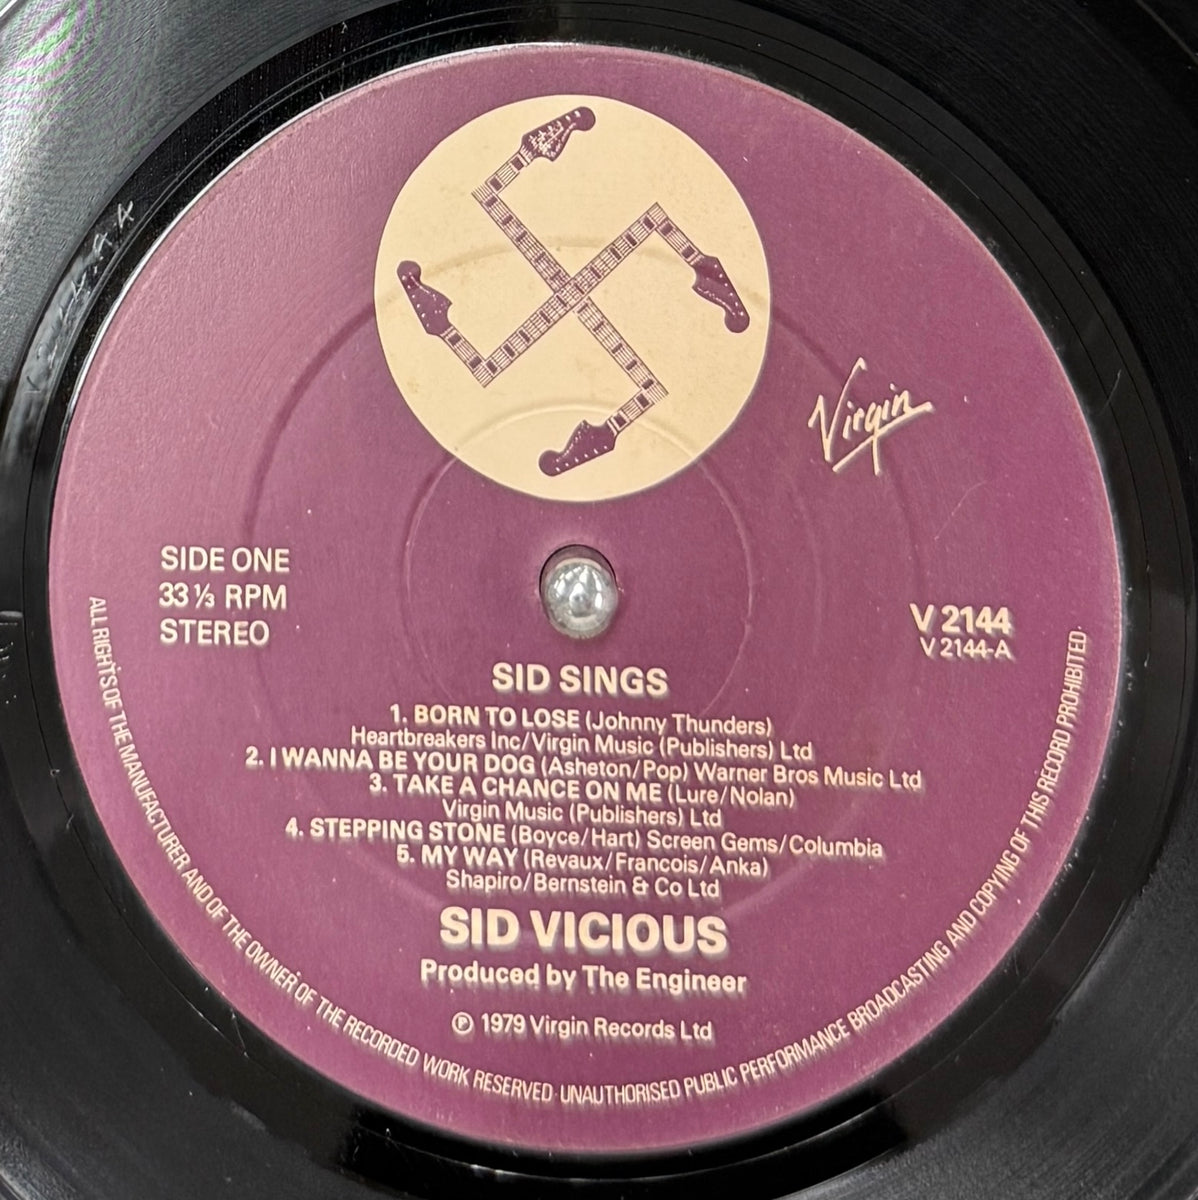 Virgin
SIDE ONE
33 ⅓ RPM
STEREO
V 2144
V 2144-A
SID SINGS
1. BORN TO LOSE (Johnny Thunders)
Heartbreakers Inc/Virgin Music (Publishers) Ltd
2. I WANNA BE YOUR DOG (Asheton/Pop) Warner Bros Music Ltd
3. TAKE A CHANCE ON ME (Lure/Nolan)
Virgin Music (Publishers) Ltd
4. STEPPING STONE (Boyce/Hart) Screen Gems/Columbia
5. MY WAY (Revaux/Francois/Anka)
Shapiro/Bernstein & Co Ltd
SID VICIOUS
Produced by The Engineer
℗ 1979 Virgin Records Ltd
ALL RIGHTS OF THE MANUFACTURER AND OF THE OWNER OF THE RECORDED WORK RESERVED · UNAUTHORISED PUBLIC PERFORMANCE BROADCASTING AND COPYING OF THIS RECORD PROHIBITED ·